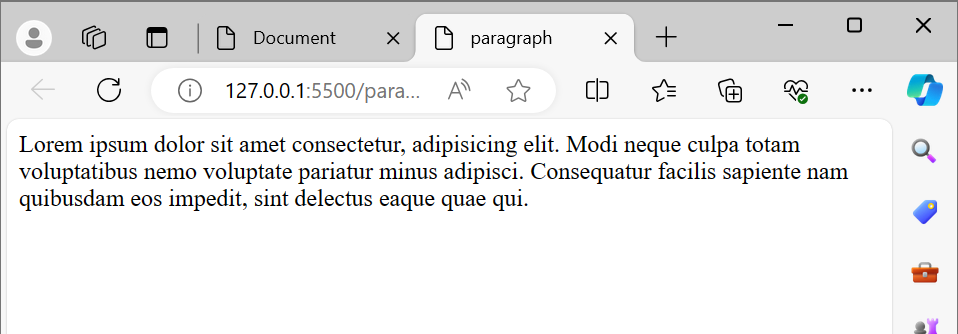 Document
paragraph
127.0.0.1:5500/para...
Lorem ipsum dolor sit amet consectetur, adipisicing elit. Modi neque culpa totam
voluptatibus nemo voluptate pariatur minus adipisci. Consequatur facilis sapiente nam
quibusdam eos impedit, sint delectus eaque quae qui.